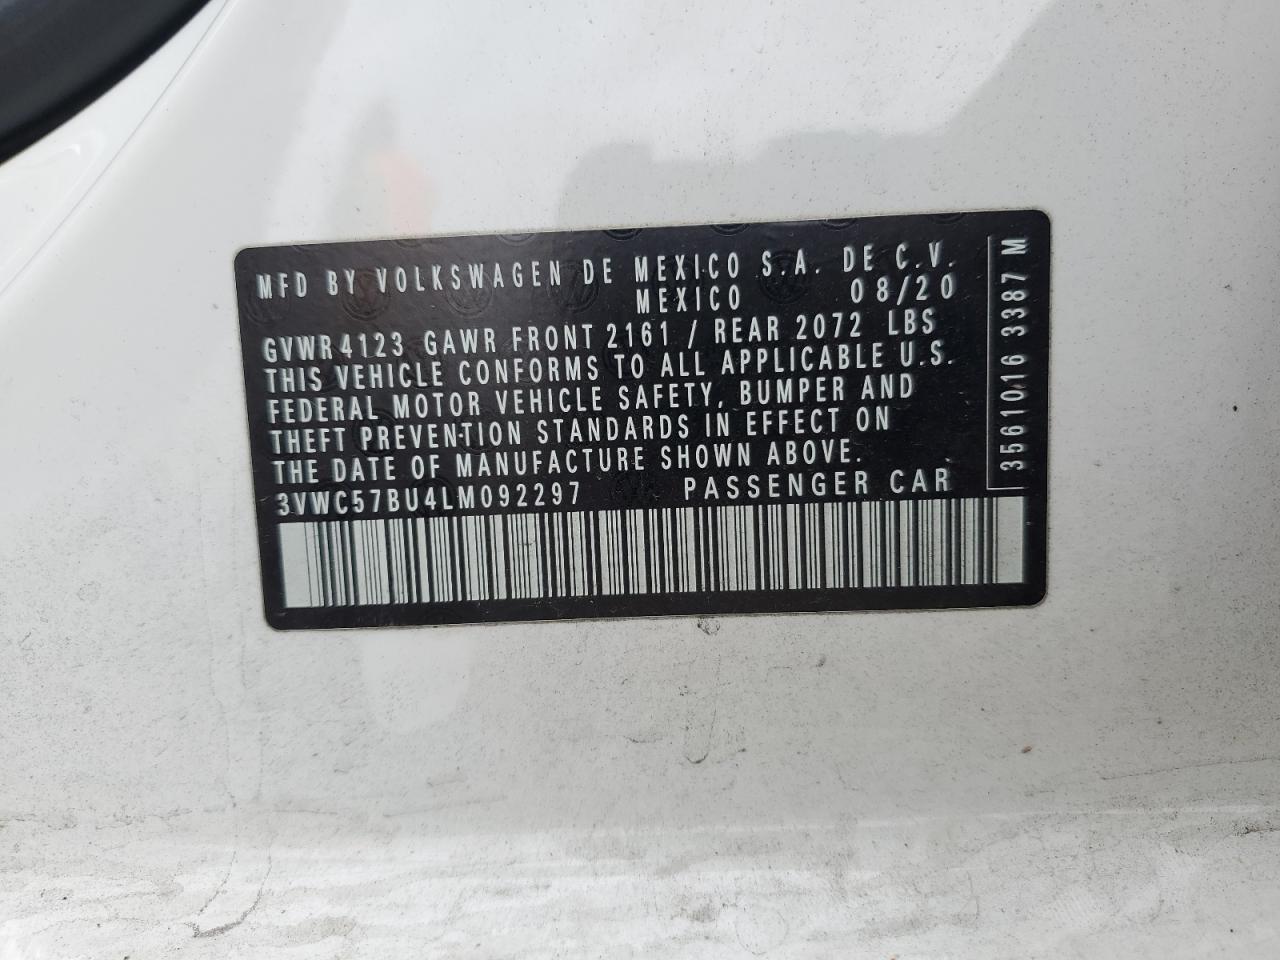 MFD BY VOLKSWAGEN DE MEXICO S.A. DE C.V.
MEXICO 08/20
GVWR 4123 GAWR FRONT 2161 / REAR 2072 LBS
THIS VEHICLE CONFORMS TO ALL APPLICABLE U.S.
FEDERAL MOTOR VEHICLE SAFETY, BUMPER AND
THEFT PREVENTION STANDARDS IN EFFECT ON
THE DATE OF MANUFACTURE SHOWN ABOVE.
3VWC57BU4LM092297 PASSENGER CAR
3561016 3387 M